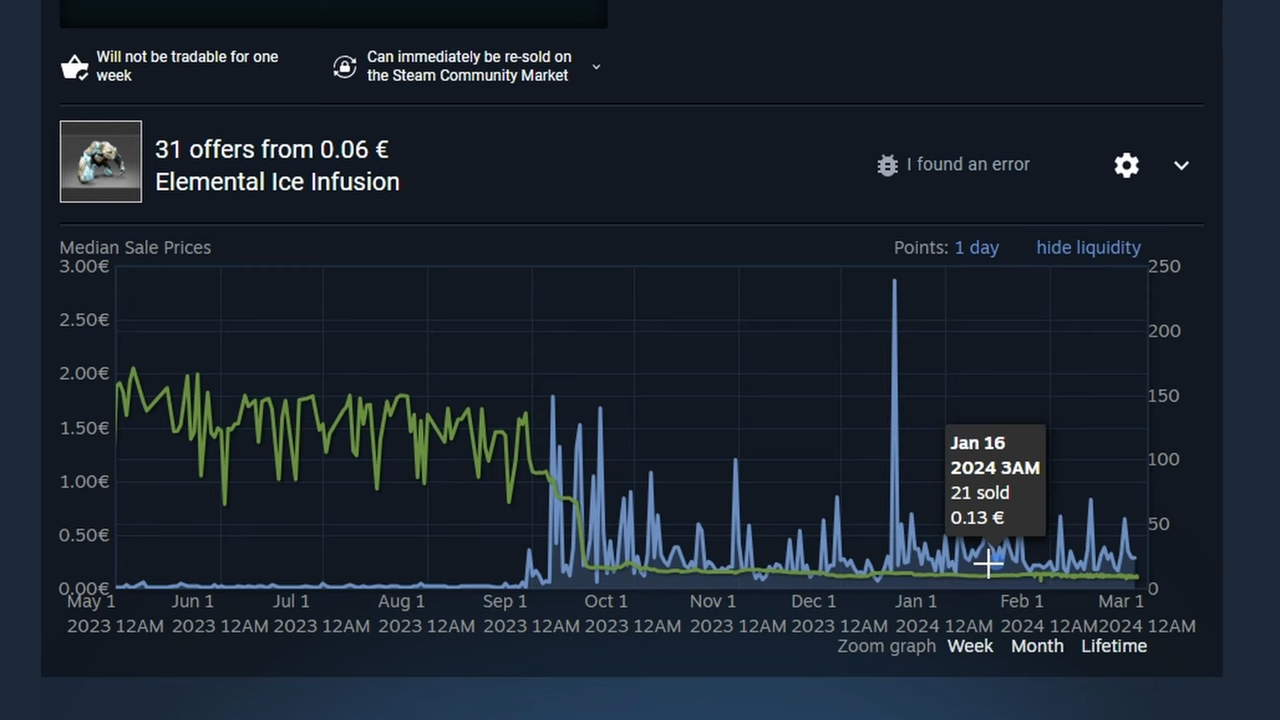 Will not be tradable for one
week
Can immediately be re-sold on
the Steam Community Market
31 offers from 0.06 €
Elemental Ice Infusion
I found an error
Median Sale Prices
Points: 1 day
hide liquidity
3.00€
2.50€
2.00€
1.50€
1.00€
0.50€
0.00€
250
200
150
100
50
0
Jan 16
2024 3AM
21 sold
0.13 €
May 1
2023 12AM
Jun 1
2023 12AM
Jul 1
2023 12AM
Aug 1
2023 12AM
Sep 1
2023 12AM
Oct 1
2023 12AM
Nov 1
2023 12AM
Dec 1
2023 12AM
Jan 1
2024 12AM
Feb 1
2024 12AM
Mar 1
2024 12AM
Zoom graph Week Month Lifetime